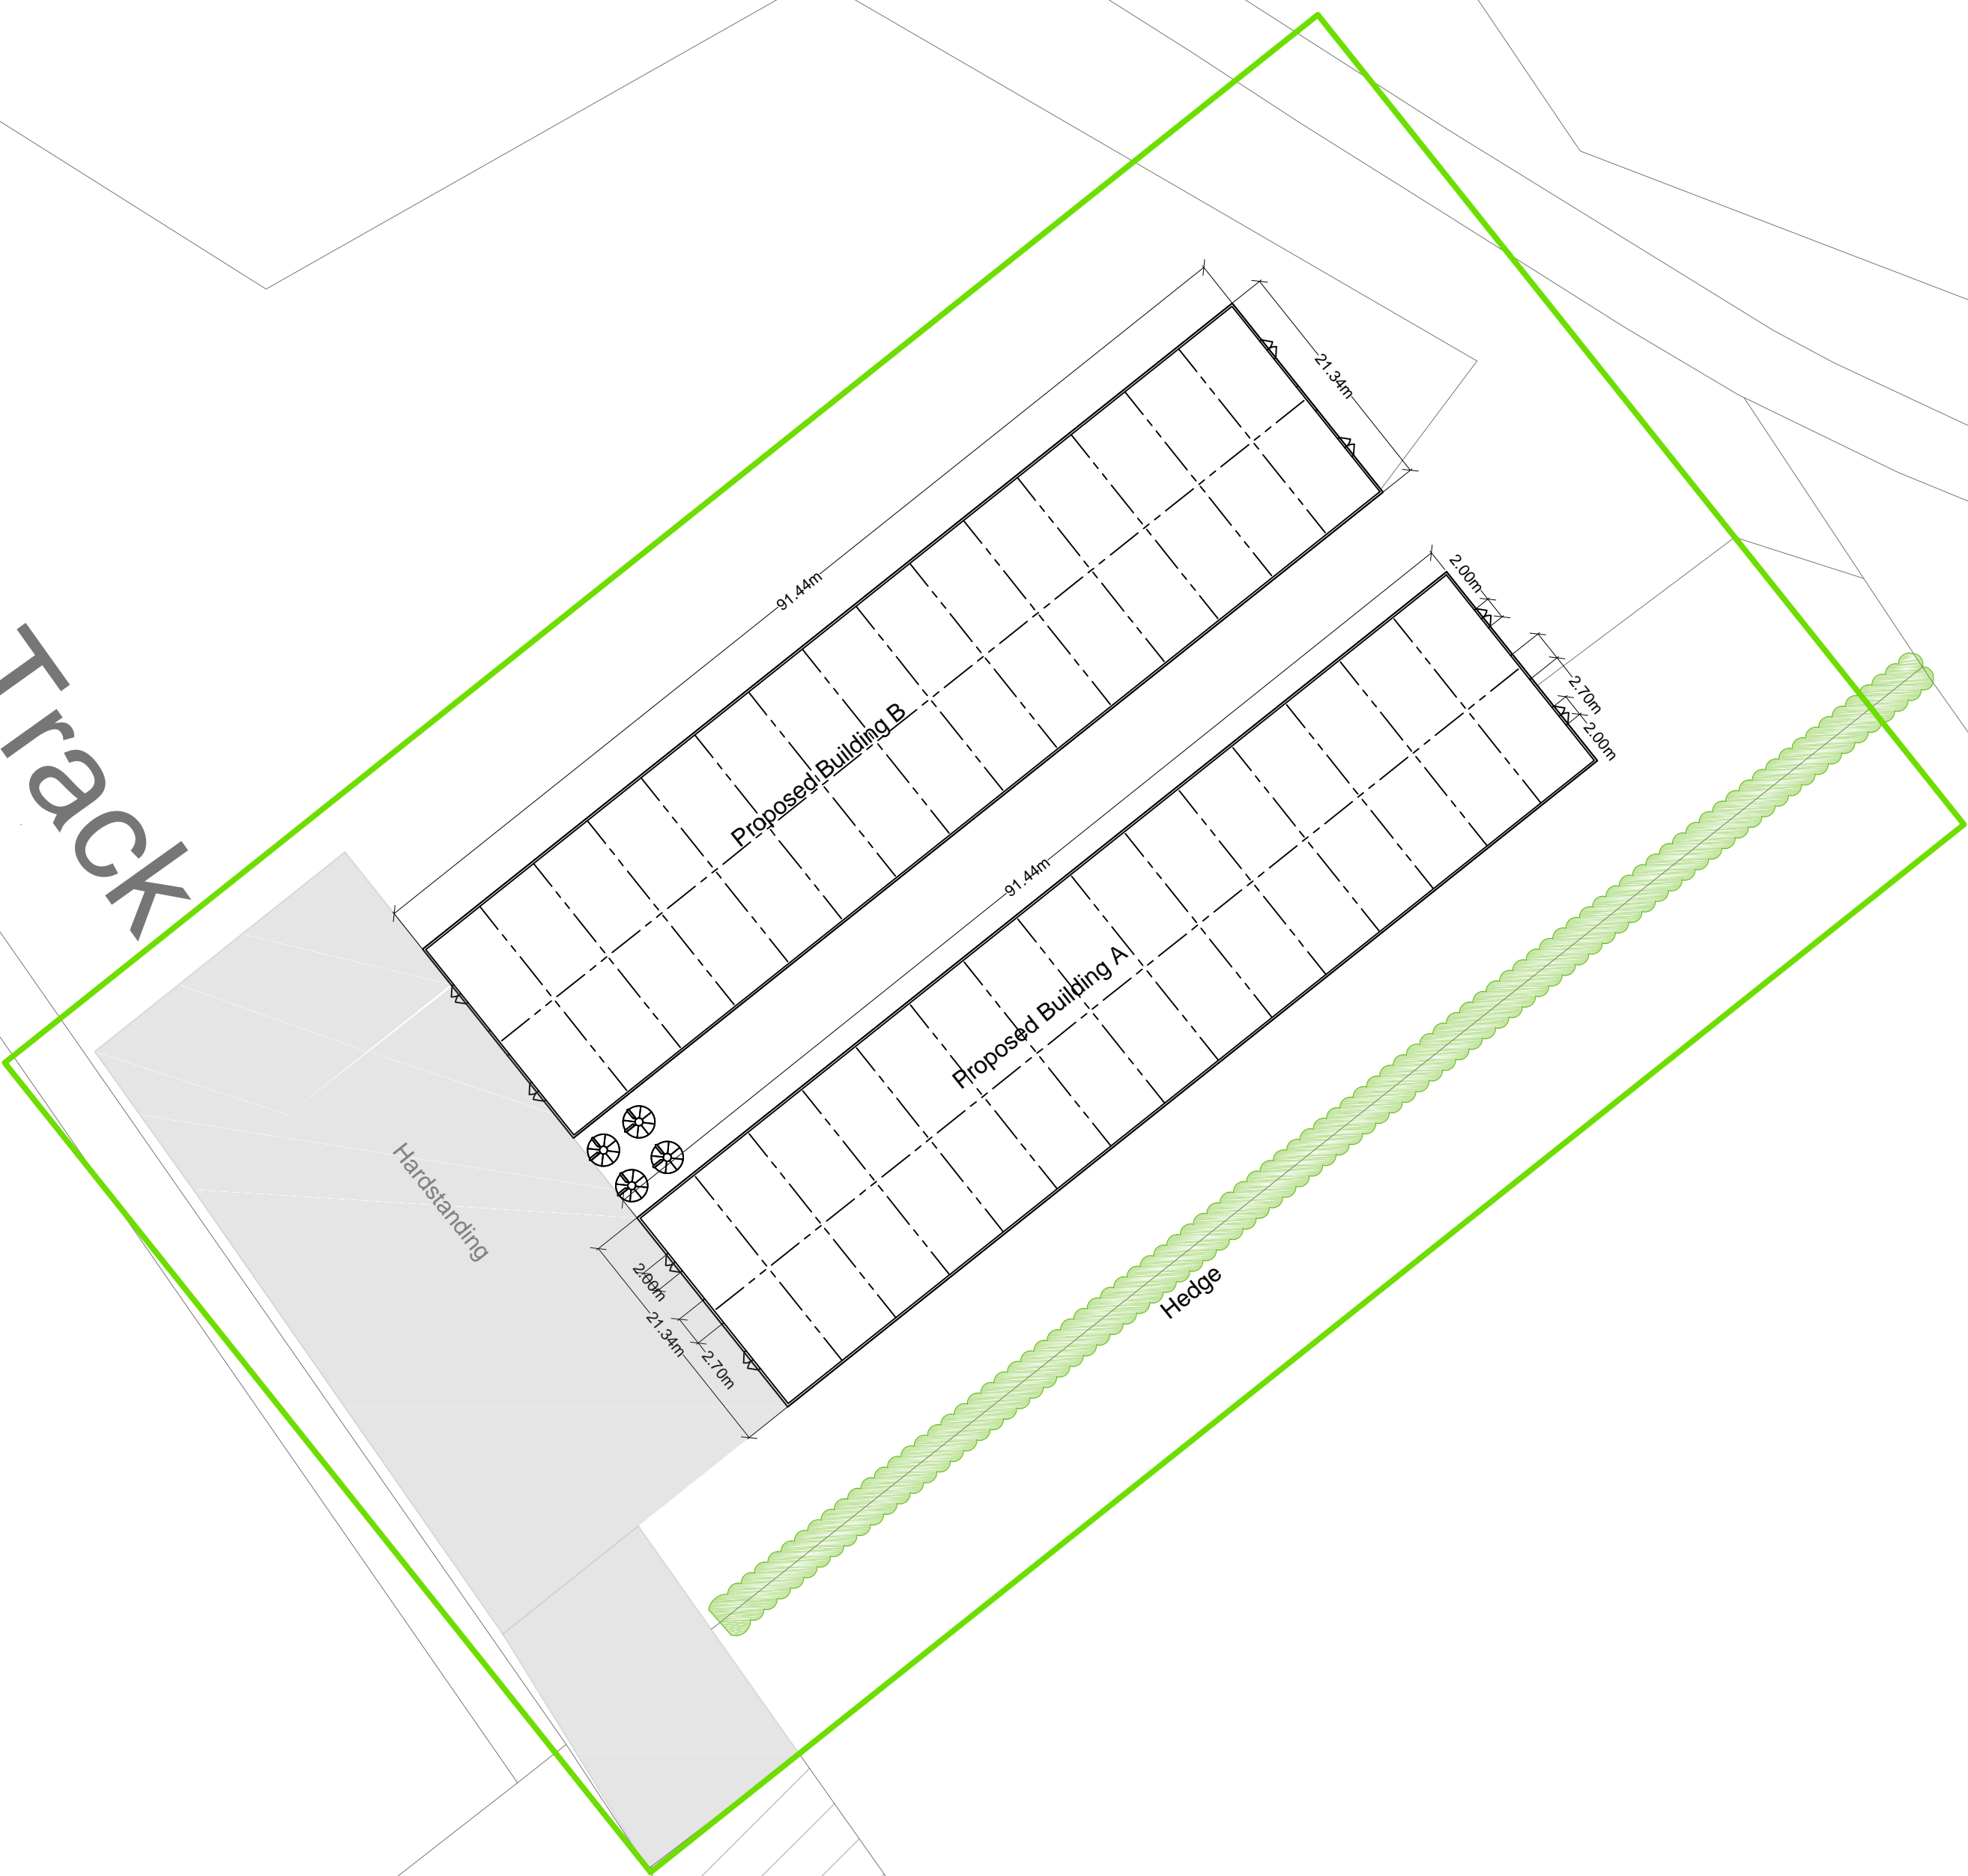 21.34m
91.44m
2.00m
2.70m
2.00m
Track
Proposed Building B
91.44m
Proposed Building A
Hardstanding
Hedge
2.00m
21.34m
2.70m